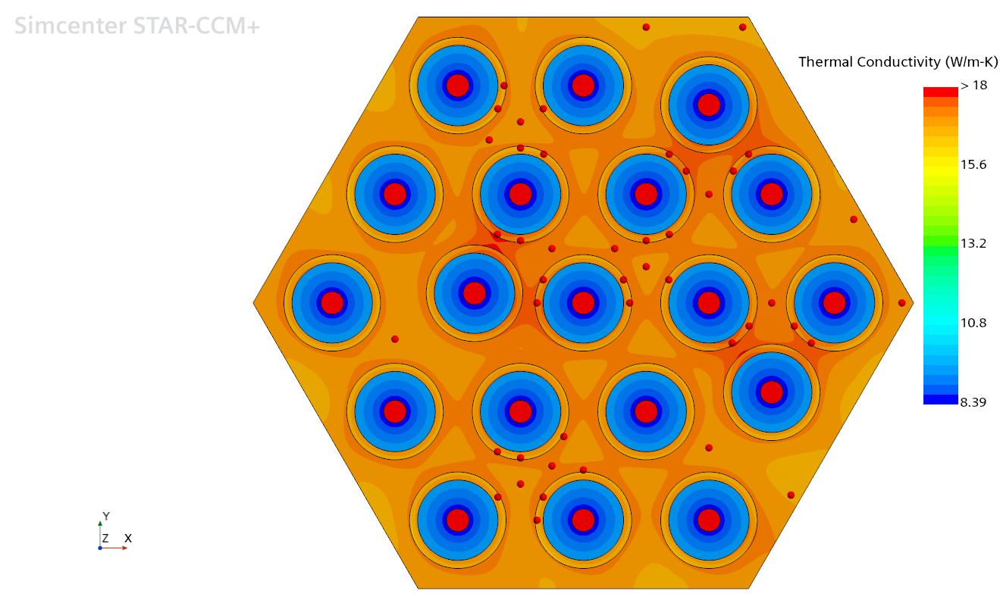 Simcenter STAR-CCM+
Thermal Conductivity (W/m-K)
> 18
15.6
13.2
10.8
8.39
Y
Z X